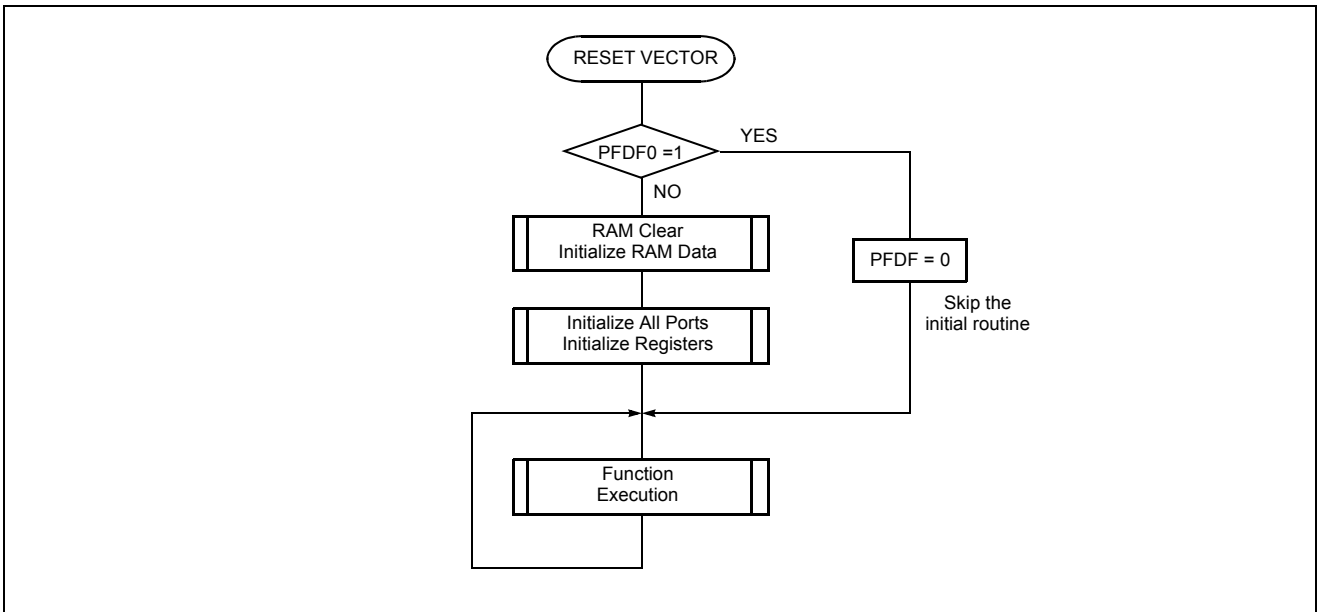 RESET VECTOR
YES
PFDF0 =1
NO
RAM Clear
Initialize RAM Data
PFDF = 0
Skip the
initial routine
Initialize All Ports
Initialize Registers
Function
Execution